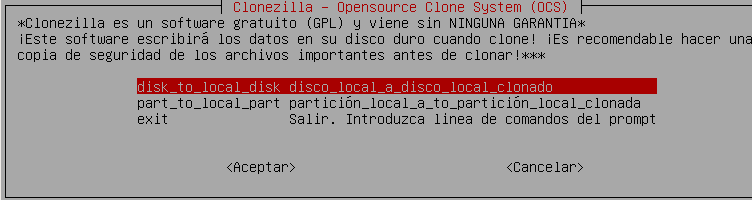 Clonezilla - Opensource Clone System (OCS)
*Clonezilla es un software gratuito (GPL) y viene sin NINGUNA GARANTIA*
¡Este software escribirá los datos en su disco duro cuando clone! ¡Es recomendable hacer una
copia de seguridad de los archivos importantes antes de clonar!***
disk_to_local_disk disco_local_a_disco_local_clonado
part_to_local_part partición_local_a_to_partición_local_clonada
exit Salir. Introduzca linea de comandos del prompt
<Aceptar> <Cancelar>